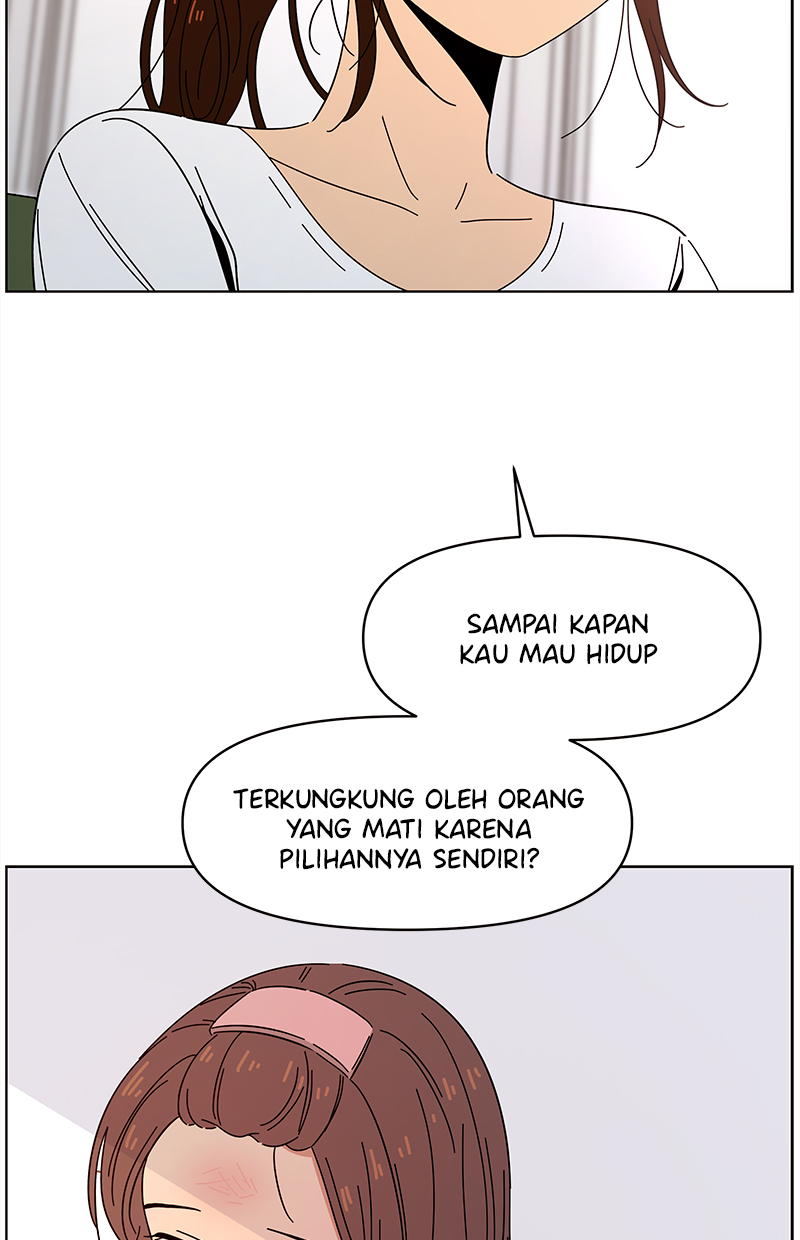 SAMPAI KAPAN
KAU MAU HIDUP
TERKUNGKUNG OLEH ORANG
YANG MATI KARENA
PILIHANNYA SENDIRI?